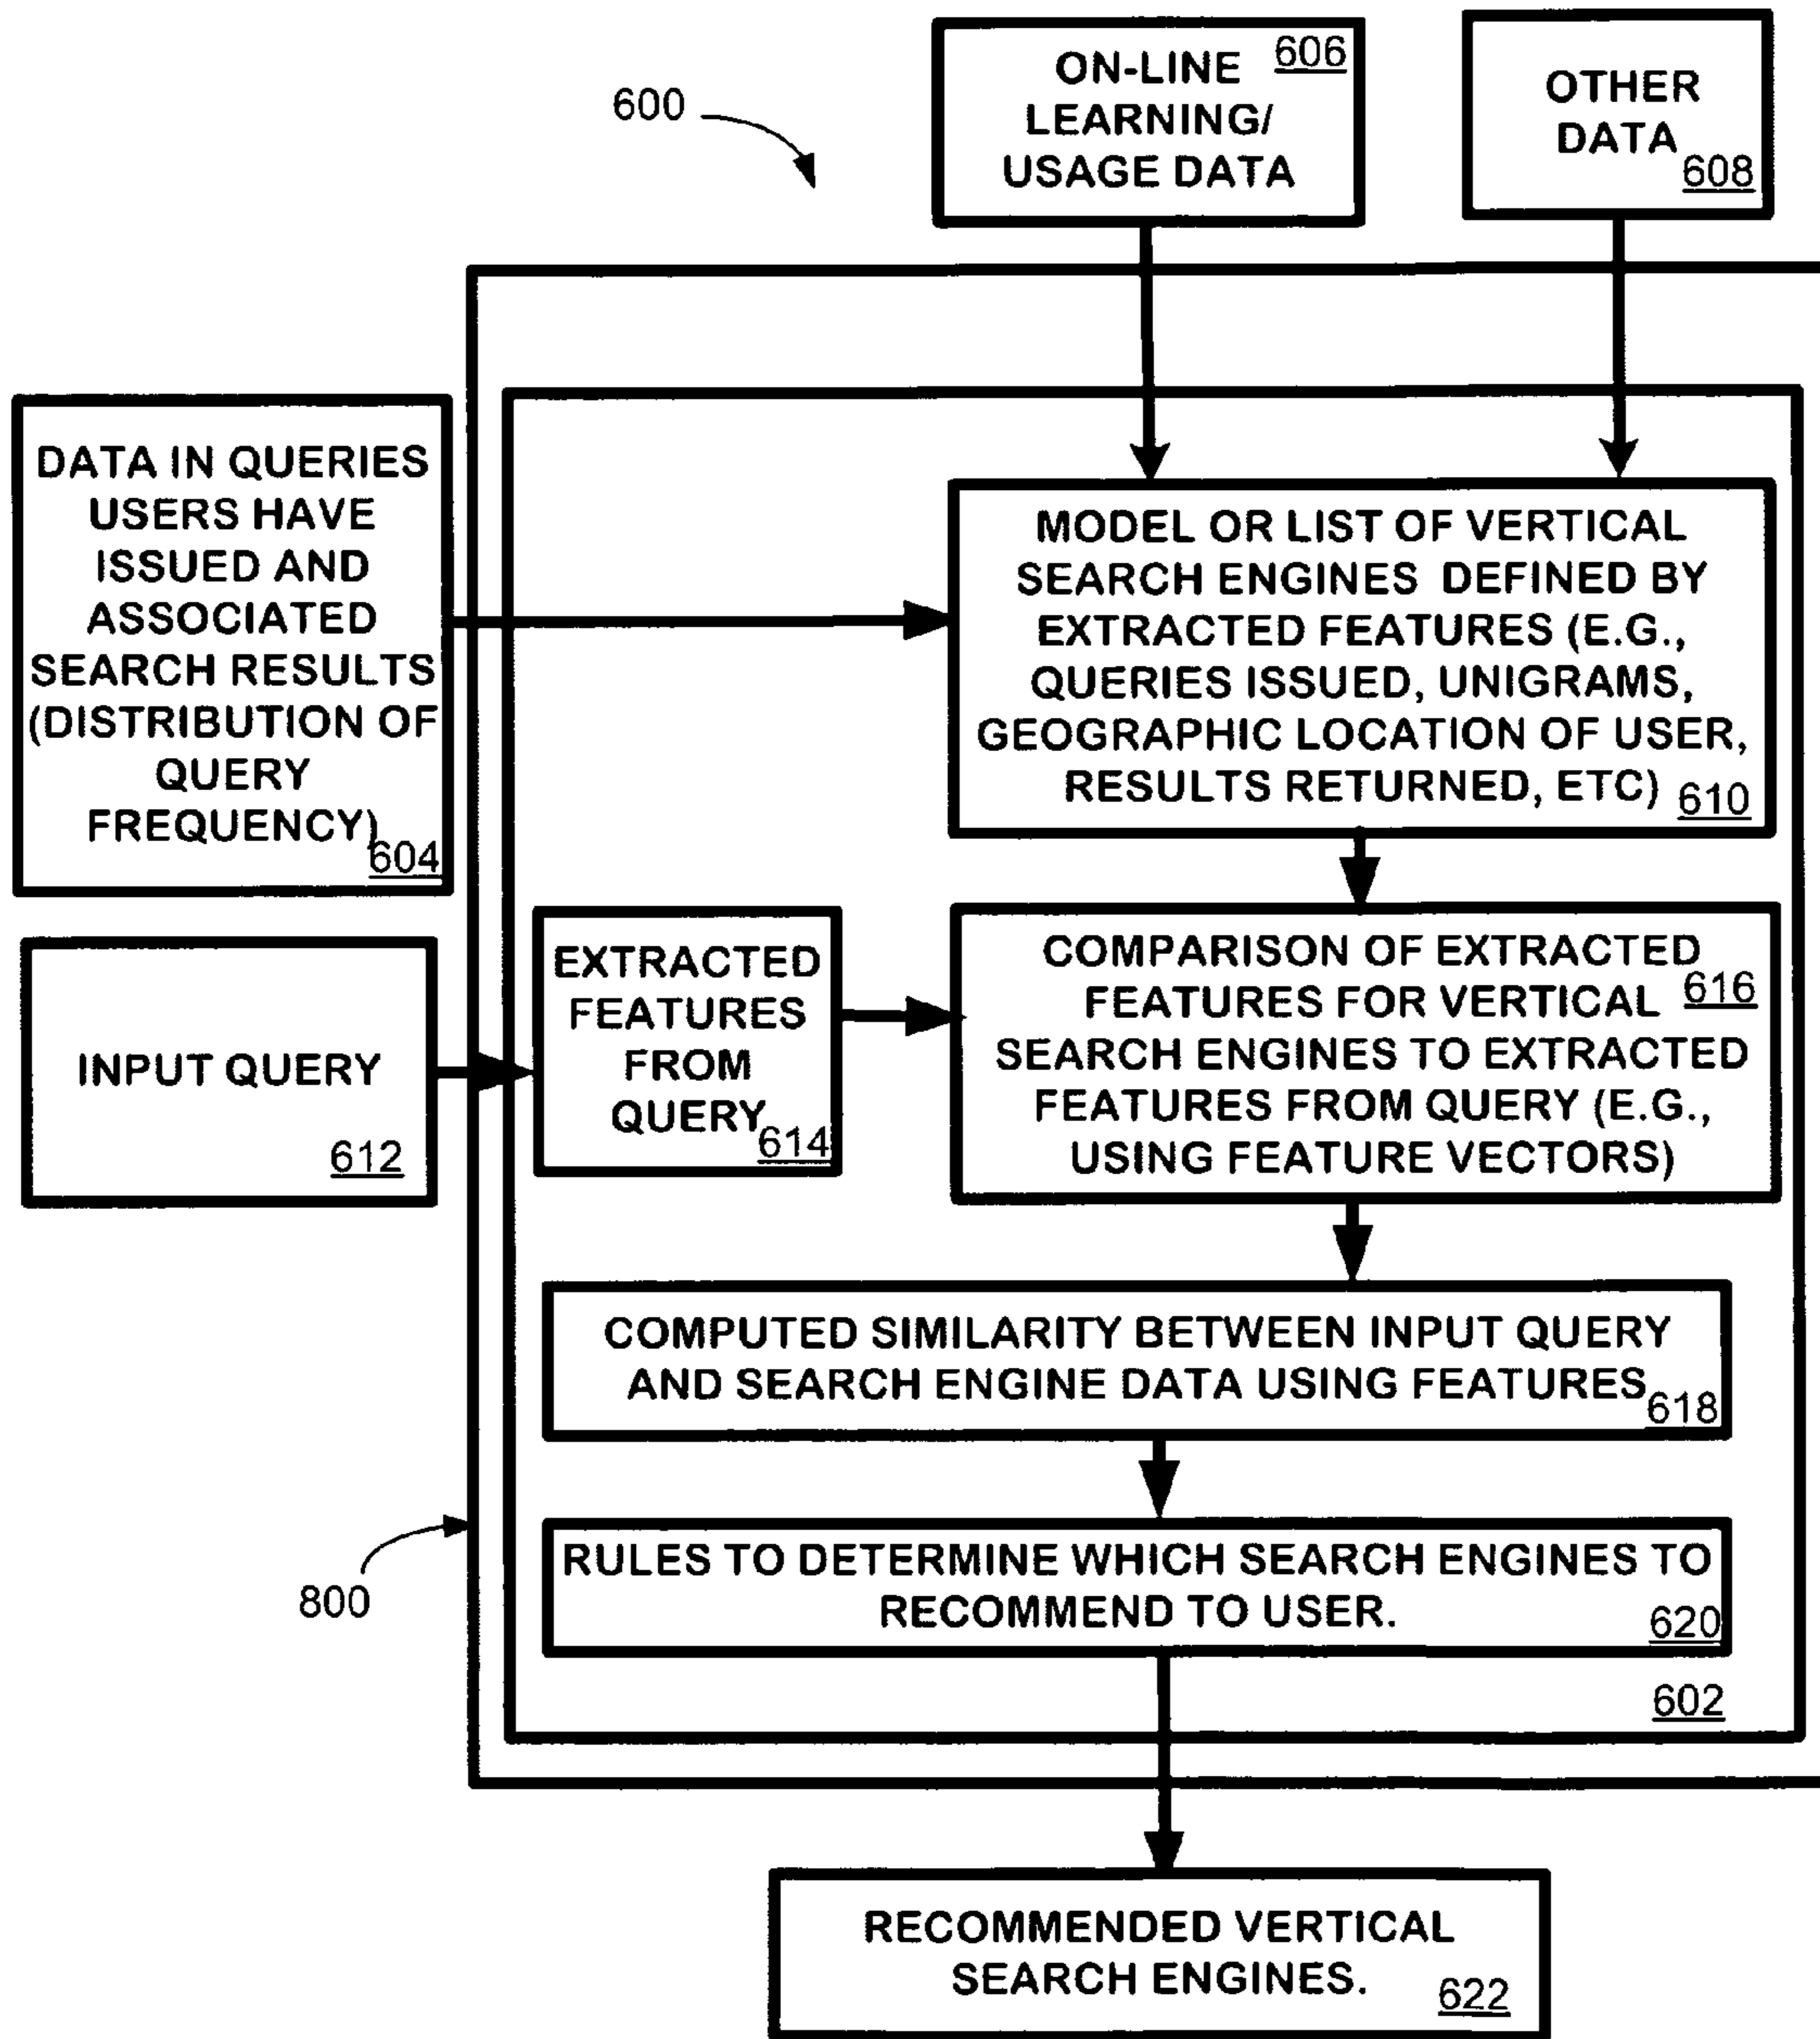 600
ON-LINE 606
LEARNING/
USAGE DATA
OTHER
DATA
608
DATA IN QUERIES
USERS HAVE
ISSUED AND
ASSOCIATED
SEARCH RESULTS
(DISTRIBUTION OF
QUERY
FREQUENCY)
604
MODEL OR LIST OF VERTICAL
SEARCH ENGINES DEFINED BY
EXTRACTED FEATURES (E.G.,
QUERIES ISSUED, UNIGRAMS,
GEOGRAPHIC LOCATION OF USER,
RESULTS RETURNED, ETC) 610
INPUT QUERY
612
EXTRACTED
FEATURES
FROM
QUERY
614
COMPARISON OF EXTRACTED
FEATURES FOR VERTICAL 616
SEARCH ENGINES TO EXTRACTED
FEATURES FROM QUERY (E.G.,
USING FEATURE VECTORS)
COMPUTED SIMILARITY BETWEEN INPUT QUERY
AND SEARCH ENGINE DATA USING FEATURES
618
RULES TO DETERMINE WHICH SEARCH ENGINES TO
RECOMMEND TO USER.
620
800
602
RECOMMENDED VERTICAL
SEARCH ENGINES.
622